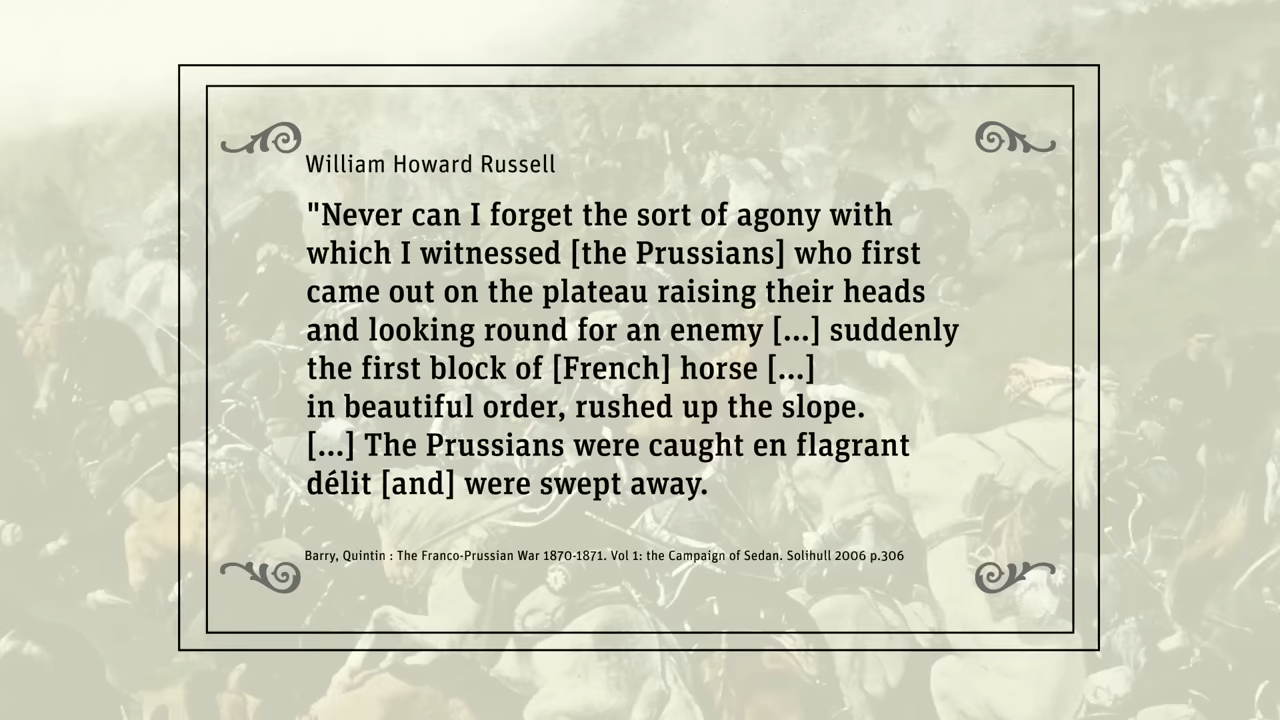 William Howard Russell
"Never can I forget the sort of agony with
which I witnessed [the Prussians] who first
came out on the plateau raising their heads
and looking round for an enemy [...] suddenly
the first block of [French] horse [...]
in beautiful order, rushed up the slope.
[...] The Prussians were caught en flagrant
délit [and] were swept away.
Barry, Quintin : The Franco-Prussian War 1870-1871. Vol 1: the Campaign of Sedan. Solihull 2006 p.306